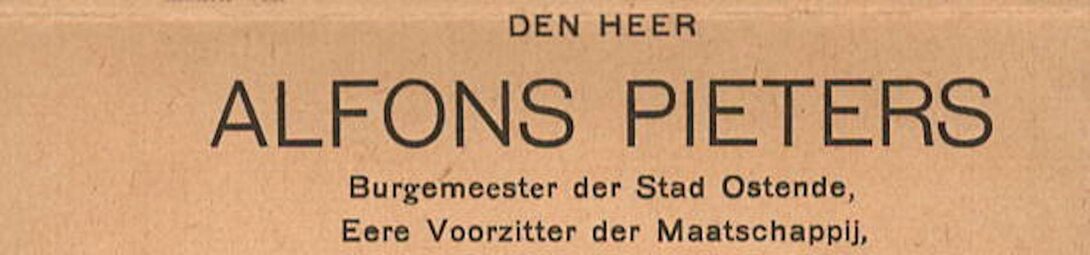 DEN HEER
ALFONS PIETERS
Burgemeester der Stad Ostende,
Eere Voorzitter der Maatschappij,